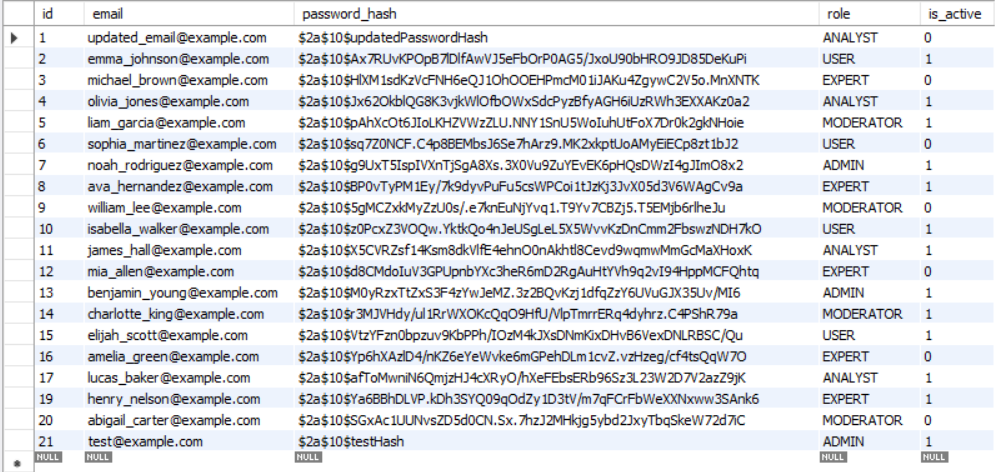 id email password_hash role is_active
1 updated_email@example.com $2a$10$updatedPasswordHash ANALYST 0
2 emma_johnson@example.com $2a$10$Ax7RUvKPOpB7lDlfAwVJ5eFbOrP0AG5/JxoU90bHRO9JD85DeKuPi USER 1
3 michael_brown@example.com $2a$10$HlXM1sdKzVcFNH6eQJ1OhOOEHPmcM01iJAKu4ZgywC2V5o.MnXNTK EXPERT 0
4 olivia_jones@example.com $2a$10$Jx62OkblQG8K3vjkWlOfbOWxSdcPyzBfyAGH6iUzRWh3EXXAKz0a2 ANALYST 1
5 liam_garcia@example.com $2a$10$pAhXcOt6JIoLKHZVWzZLU.NNY1SnU5WoIuhUtFoX7Dr0k2gkNHoie MODERATOR 1
6 sophia_martinez@example.com $2a$10$sq7Z0NCF.C4p8BEMbsJ6Se7hArz9.MK2xkptUoAMyEiECp8zt1bJ2 USER 0
7 noah_rodriguez@example.com $2a$10$g9UxT5IspIVXnTjSgA8Xs.3X0Vu9ZuYEvEK6pHQsDWzI4gJImO8x2 ADMIN 1
8 ava_hernandez@example.com $2a$10$BP0vTyPM1Ey/7k9dyvPuFu5csWPCoi1tJzKj3JvX05d3V6WAgCv9a EXPERT 1
9 william_lee@example.com $2a$10$5gMCZxkMyZzU0s/.e7knEuNjYvq1.T9Yv7CBZj5.T5EMjb6rlheJu MODERATOR 0
10 isabella_walker@example.com $2a$10$z0PcxZ3VOQw.YktkQo4nJeUSgLeL5X5WvvKzDnCmm2FbswzNDH7kO USER 1
11 james_hall@example.com $2a$10$X5CVRZsf14Ksm8dkVlfE4ehnO0nAkhtl8Cevd9wqmwMmGcMaXHoxK ANALYST 1
12 mia_allen@example.com $2a$10$d8CMdoIuV3GPUpnbYXc3heR6mD2RgAuHtYVh9q2vI94HppMCFQhtq EXPERT 0
13 benjamin_young@example.com $2a$10$M0yRzxTtZxS3F4zYwJeMZ.3z2BQvKzj1dfqZzY6UVuGJX35Uv/MI6 ADMIN 1
14 charlotte_king@example.com $2a$10$r3MJVHdy/ul1RrWXOKcQqO9HfU/VlpTmrrERq4dyhrz.C4PShR79a MODERATOR 1
15 elijah_scott@example.com $2a$10$VtzYFzn0bpzuv9KbPPh/IOzM4kJXsDNmKixDHvB6VexDNLRBSC/Qu USER 1
16 amelia_green@example.com $2a$10$Yp6hXAzlD4/nKZ6eYeWvke6mGPehDLm1cvZ.vzHzeg/cf4tsQqW7O EXPERT 0
17 lucas_baker@example.com $2a$10$afToMwniN6QmjzHJ4cXRyO/hXeFEbsERb96Sz3L23W2D7V2azZ9jK ANALYST 1
19 henry_nelson@example.com $2a$10$Ya6BBhDLVP.kDh3SYQ09qOdZy1D3tV/m7qFCrFbWeXXNxww3SAnk6 EXPERT 1
20 abigail_carter@example.com $2a$10$SGxAc1UUNvsZD5d0CN.Sx.7hzJ2MHkjg5ybd2JxyTbqSkeW72d7iC MODERATOR 0
21 test@example.com $2a$10$testHash ADMIN 1
NULL NULL NULL NULL NULL